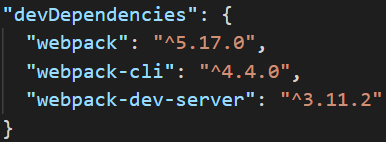 "devDependencies": {
"webpack": "^5.17.0",
"webpack-cli": "^4.4.0",
"webpack-dev-server": "^3.11.2"
}